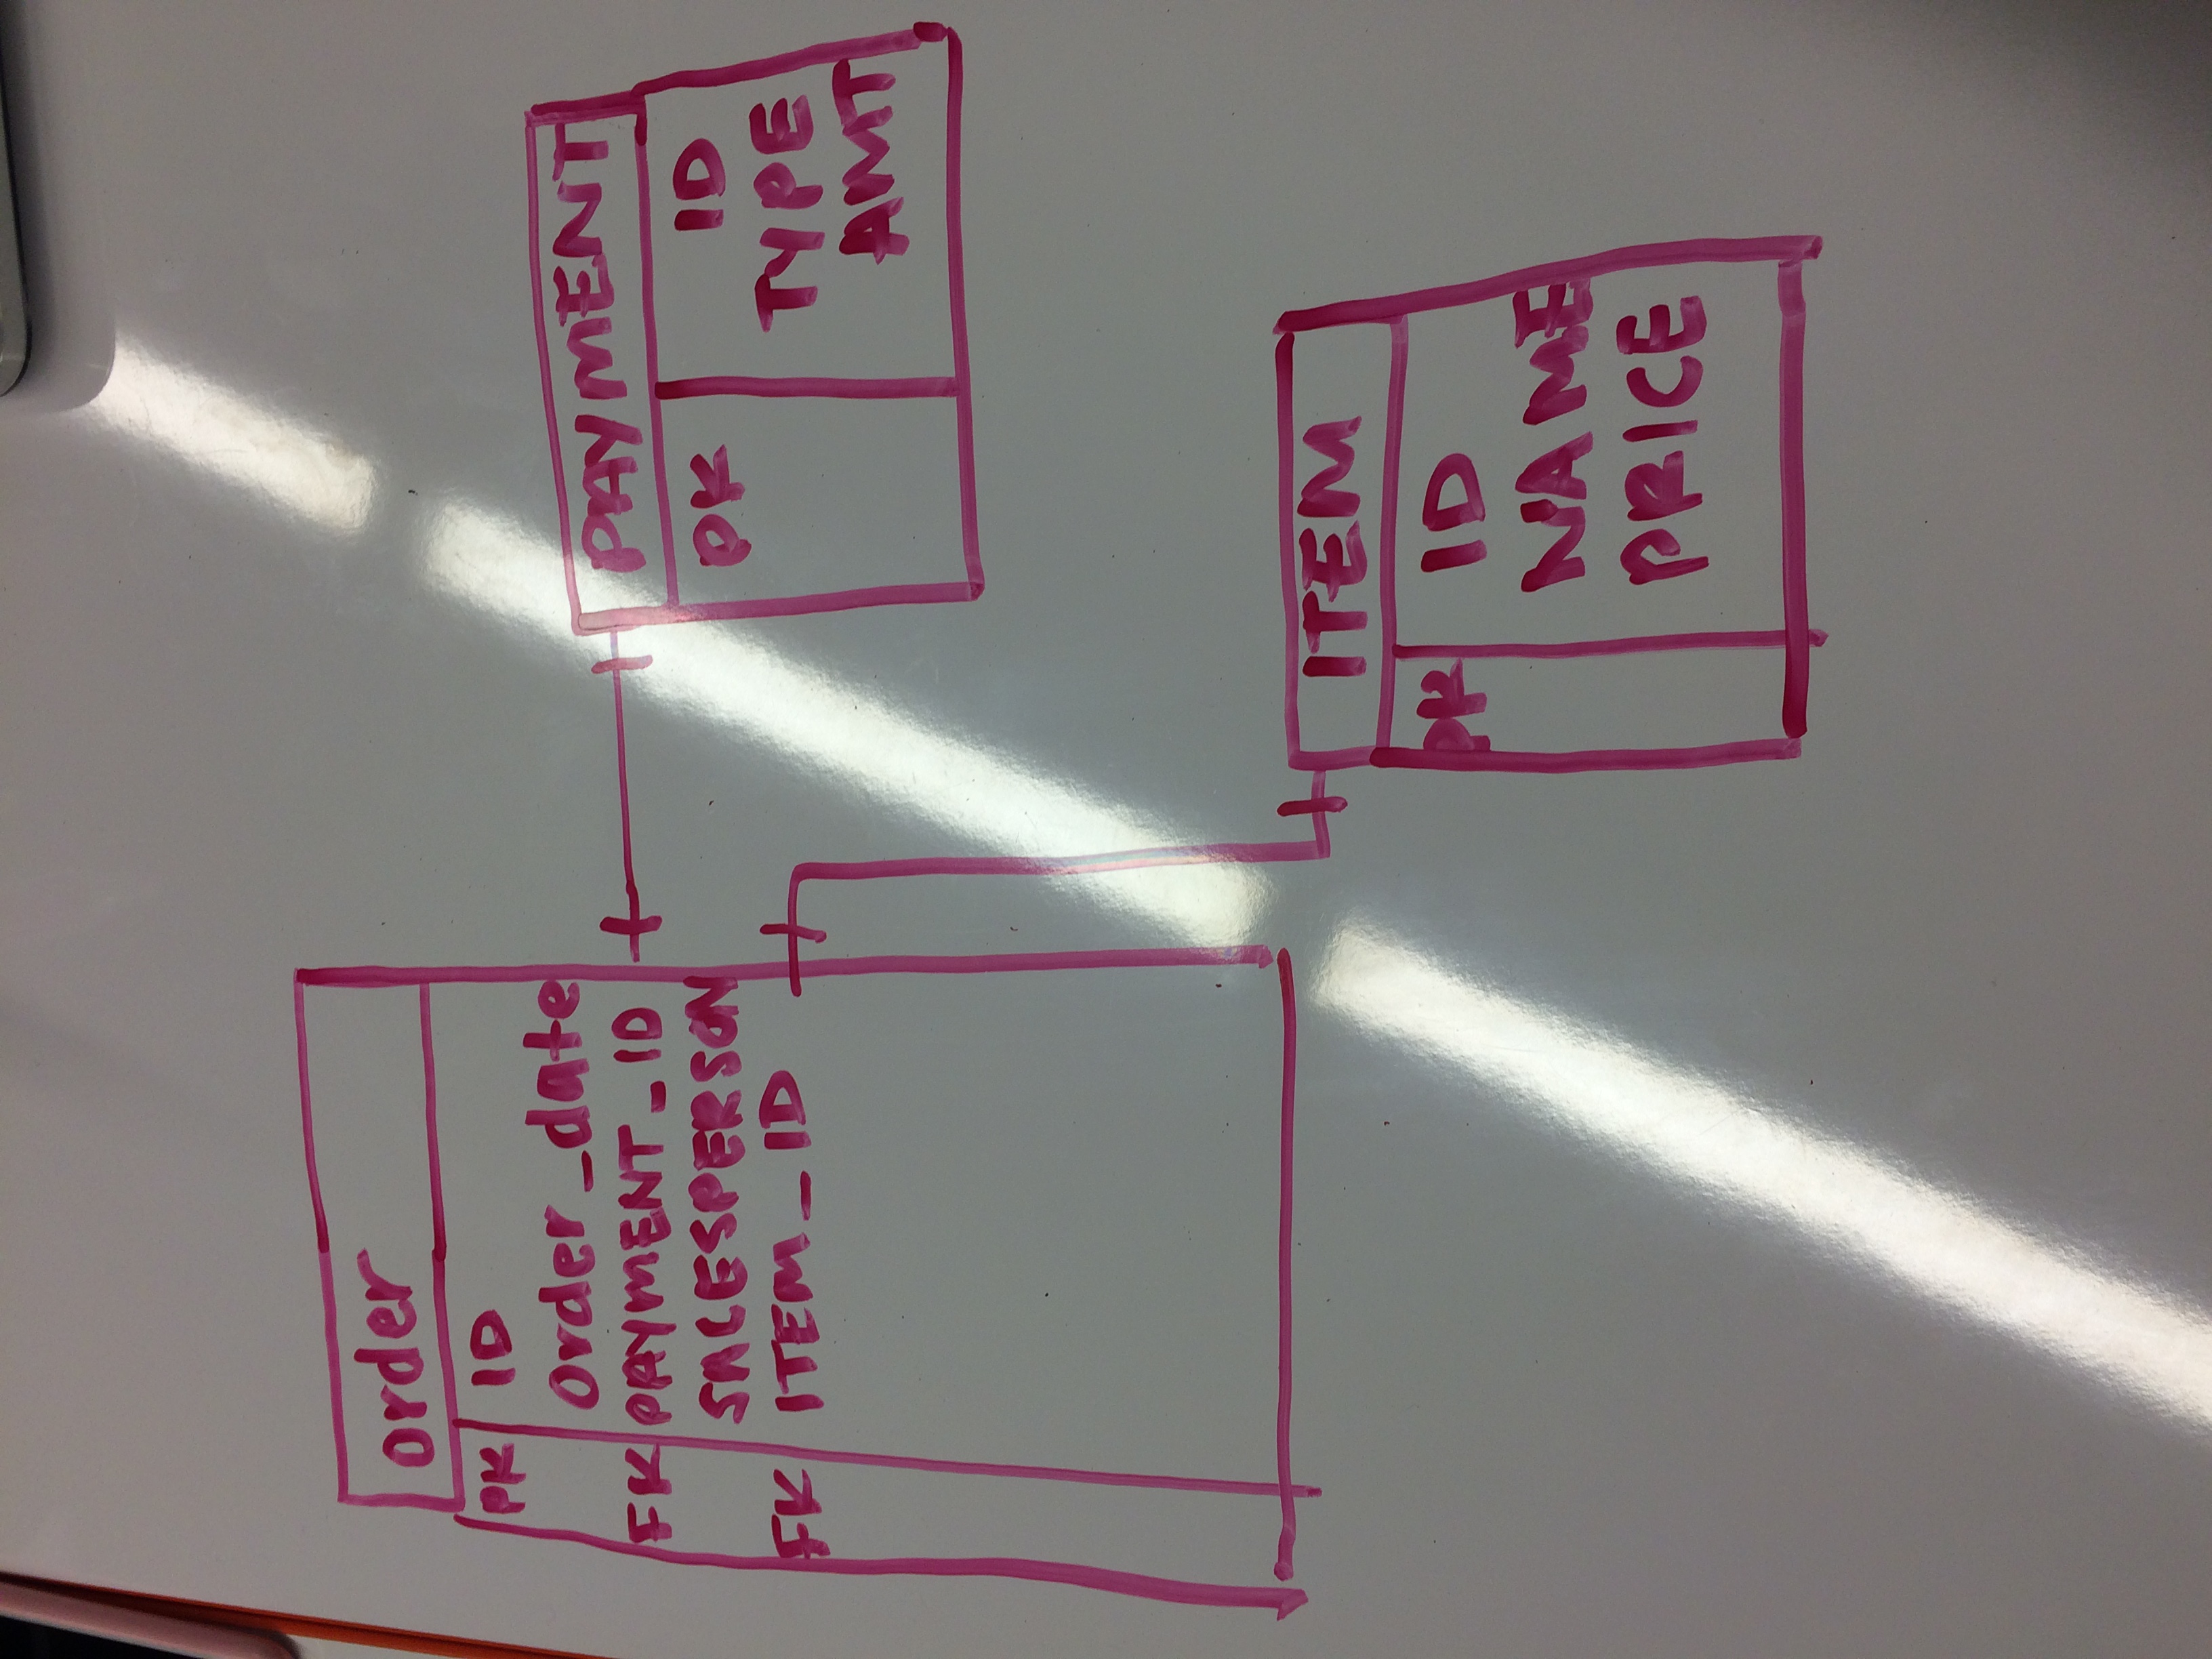 order
PK ID
Order_date
FK PAYMENT_ID
SALESPERSON
FK ITEM_ID
PAYMENT
PK ID
TYPE
AMT
ITEM
PK ID
NAME
PRICE